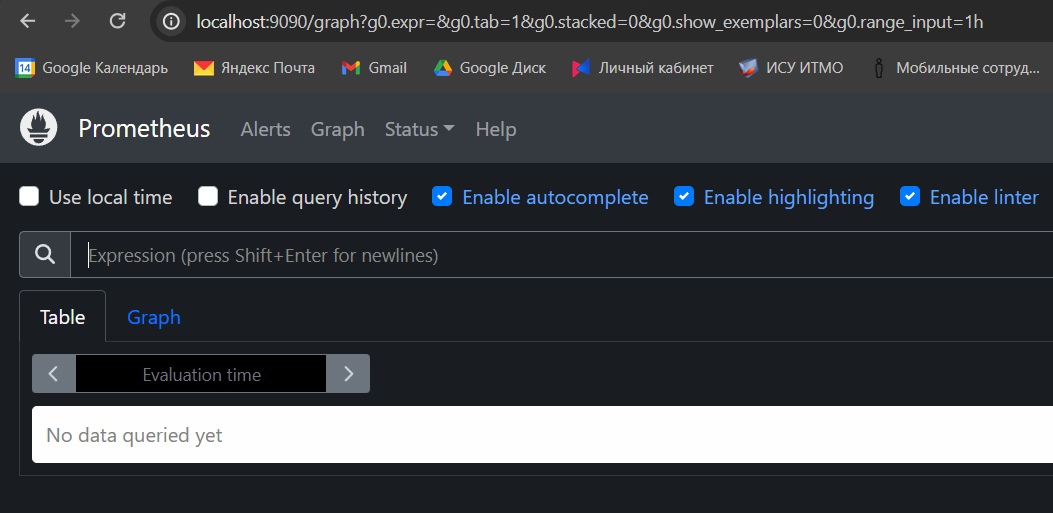 localhost:9090/graph?g0.expr=&g0.tab=1&g0.stacked=0&g0.show_exemplars=0&g0.range_input=1h
14 Google Календарь Яндекс Почта Gmail Google Диск Личный кабинет ИСУ ИТМО Мобильные сотруд...
Prometheus Alerts Graph Status Help
Use local time Enable query history Enable autocomplete Enable highlighting Enable linter
Expression (press Shift+Enter for newlines)
Table Graph
Evaluation time
No data queried yet